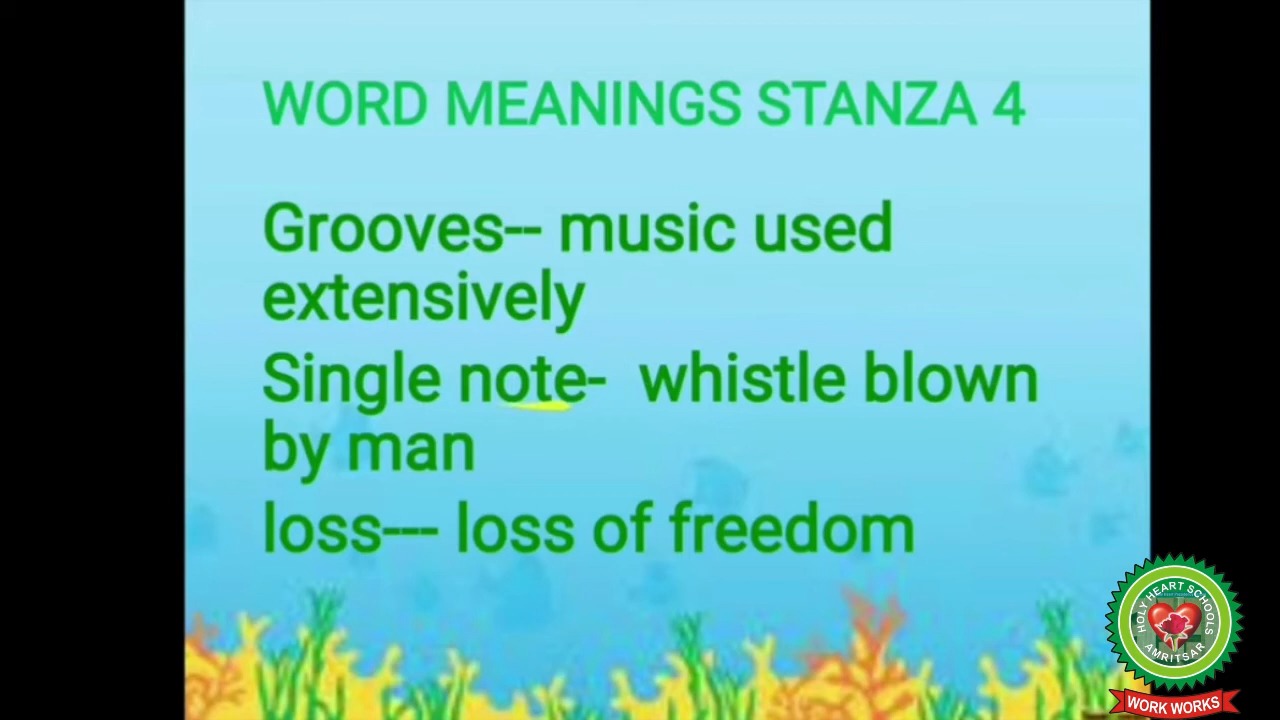 WORD MEANINGS STANZA 4
Grooves-- music used
extensively
Single note-  whistle blown
by man
loss--- loss of freedom
HOLY HEART SCHOOLS
AMRITSAR
WORK WORKS